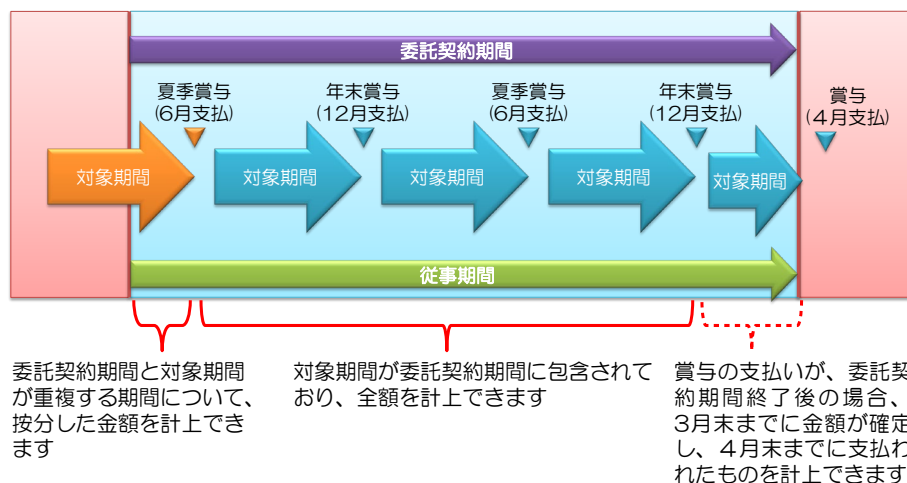 委託契約期間
夏季賞与
(6月支払)
年末賞与
(12月支払)
夏季賞与
(6月支払)
年末賞与
(12月支払)
賞与
(４月支払)
対象期間
対象期間
対象期間
対象期間
対象期間
従事期間
委託契約期間と対象期間
が重複する期間について、
按分した金額を計上でき
ます
対象期間が委託契約期間に包含されて
おり、全額を計上できます
賞与の支払いが、委託契
約期間終了後の場合、
3月末までに金額が確定
し、４月末までに支払わ
れたものを計上できます